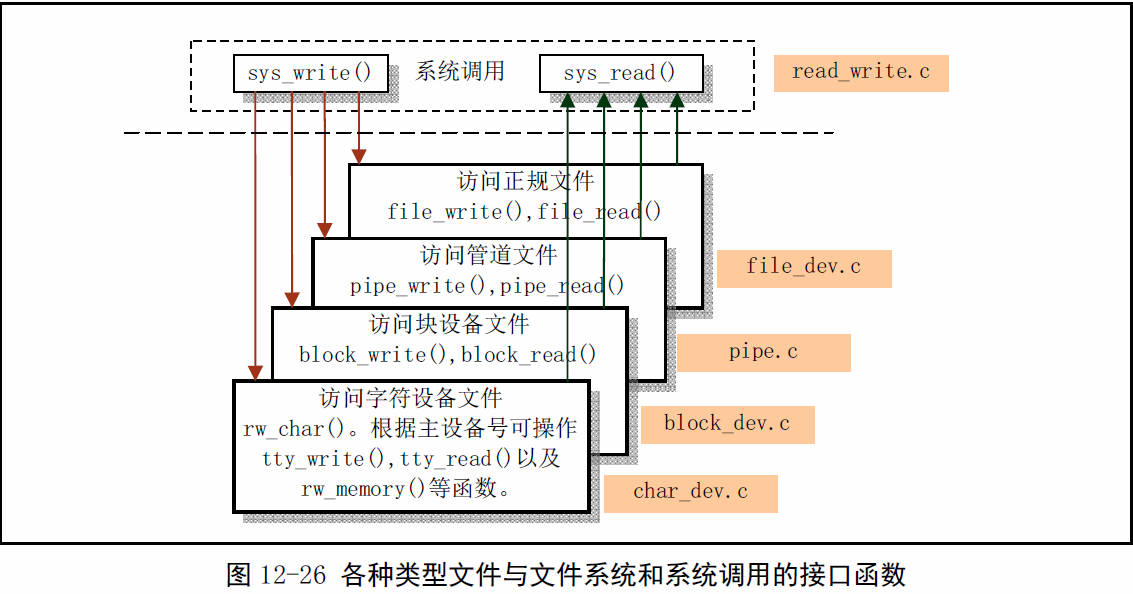 sys_write()
系统调用
sys_read()
read_write.c
访问正规文件
file_write(),file_read()
file_dev.c
访问管道文件
pipe_write(),pipe_read()
pipe.c
访问块设备文件
block_write(),block_read()
block_dev.c
访问字符设备文件
rw_char()。根据主设备号可操作
tty_write(),tty_read()以及
rw_memory()等函数。
char_dev.c
图 12-26 各种类型文件与文件系统和系统调用的接口函数